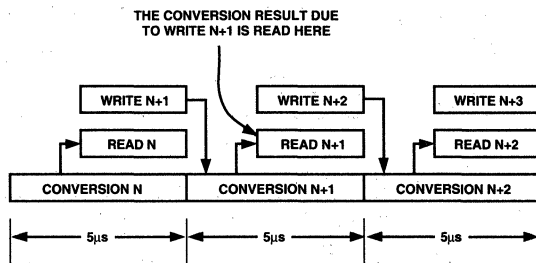 THE CONVERSION RESULT DUE
TO WRITE N+1 IS READ HERE
WRITE N+1 WRITE N+2 WRITE N+3
READ N READ N+1 READ N+2
CONVERSION N CONVERSION N+1 CONVERSION N+2
5μs 5μs 5μs